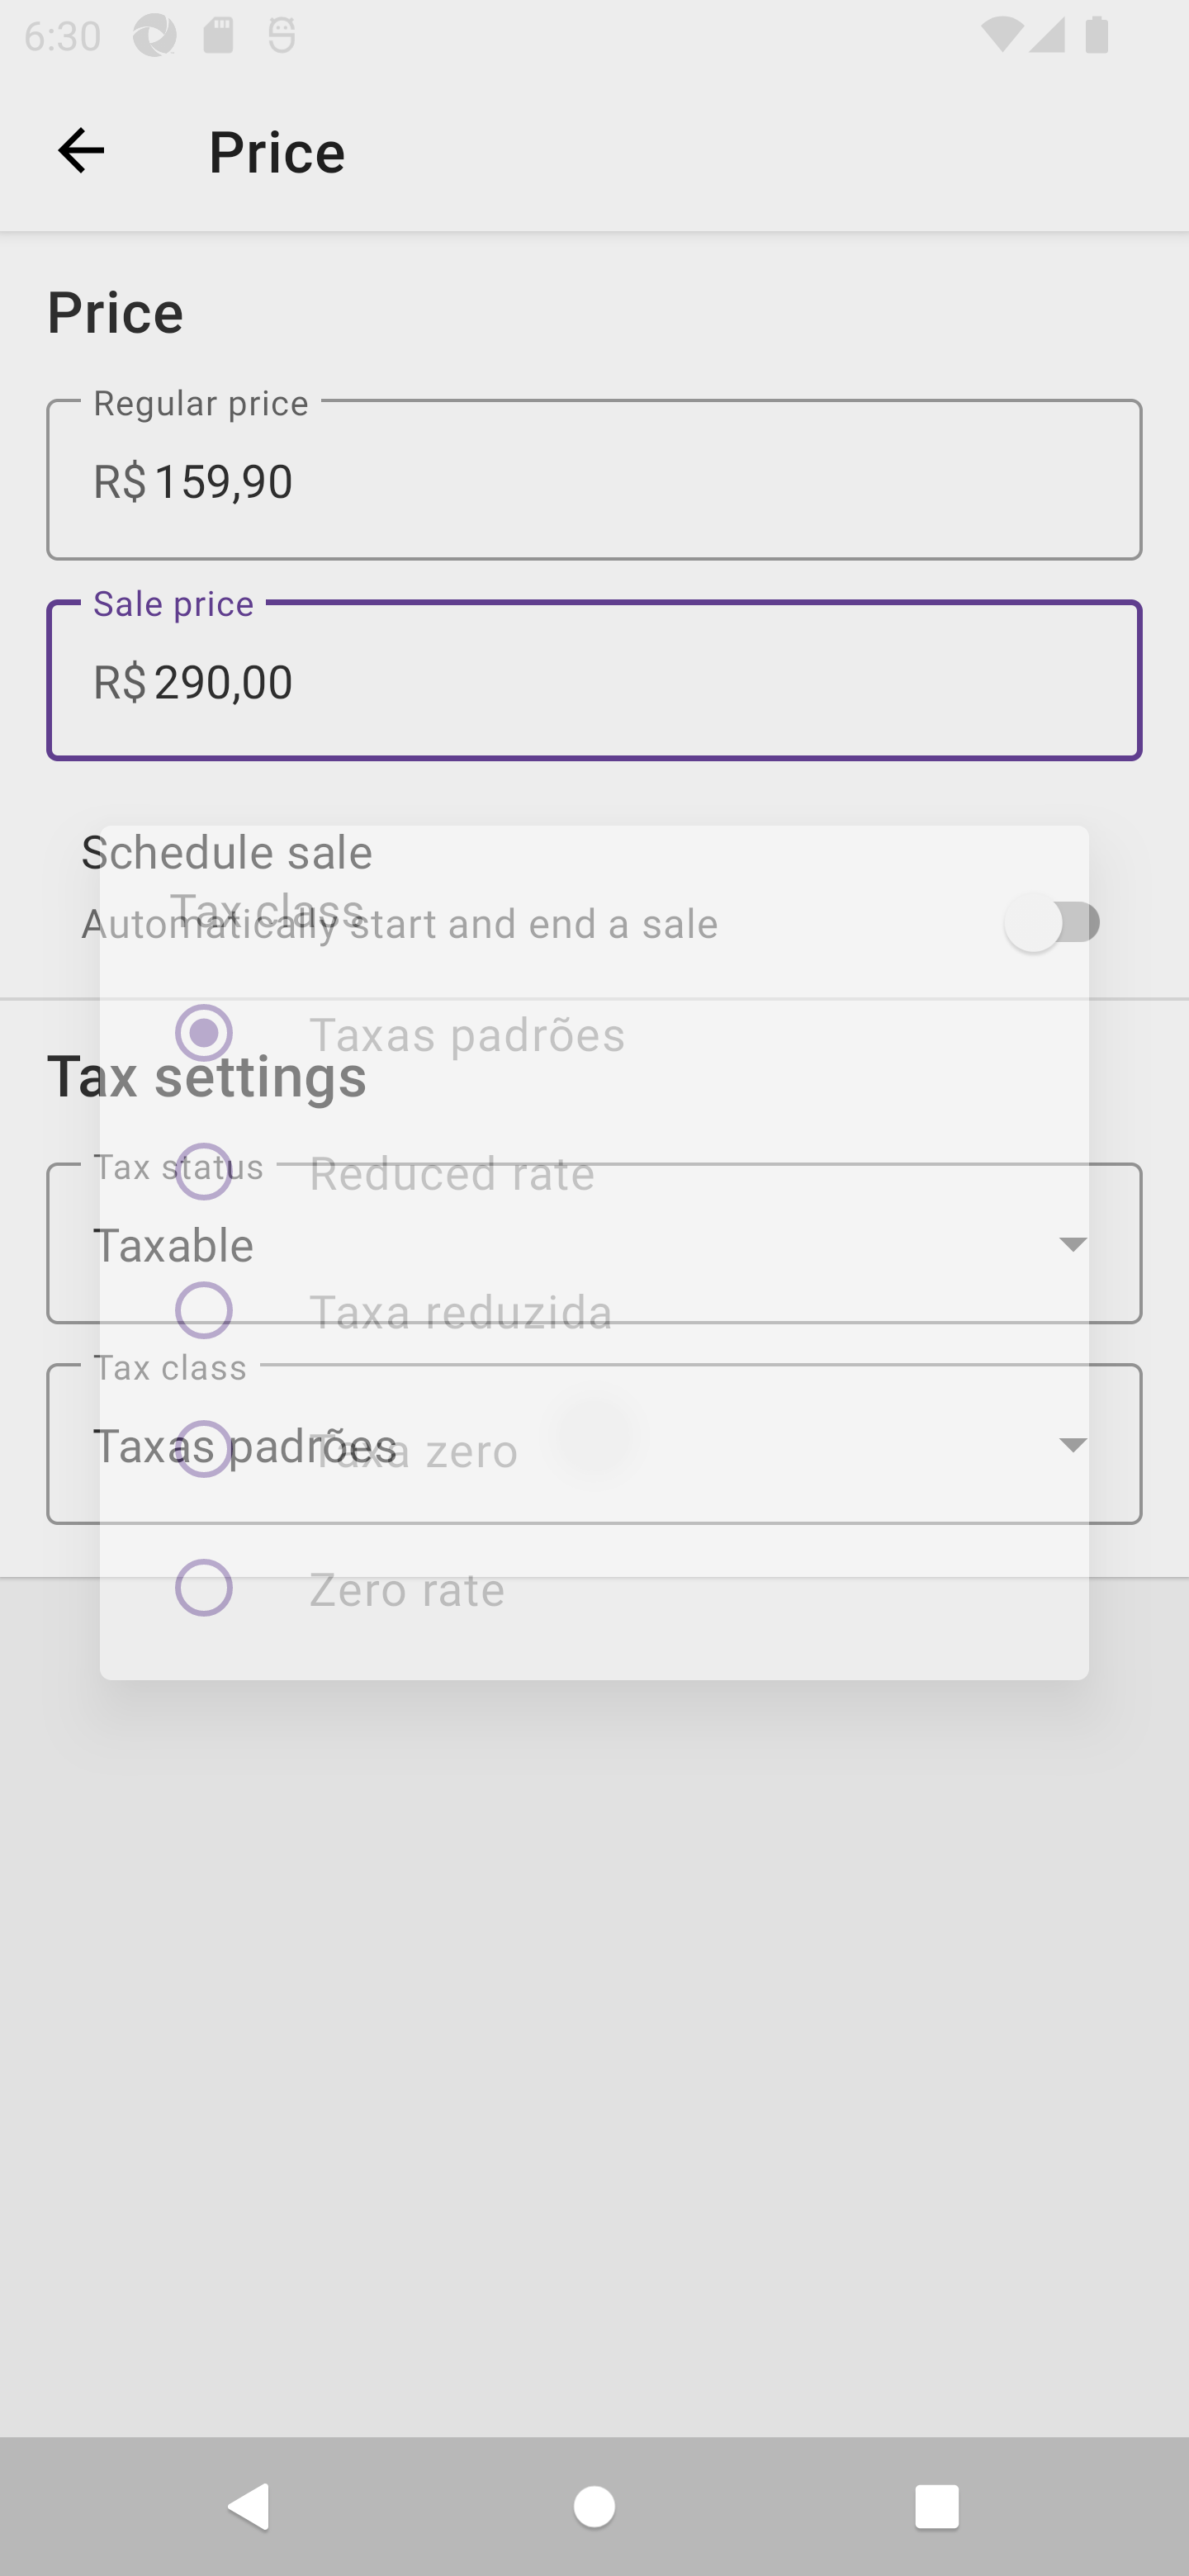 6:30
Price
Price
Regular price
R$ 159,90
Sale price
R$ 290,00
Schedule sale
Automatically start and end a sale
Tax class
Taxas padrões
Tax settings
Tax status
Reduced rate
Taxable
Taxa reduzida
Tax class
Taxas padrões
Taxa zero
Zero rate